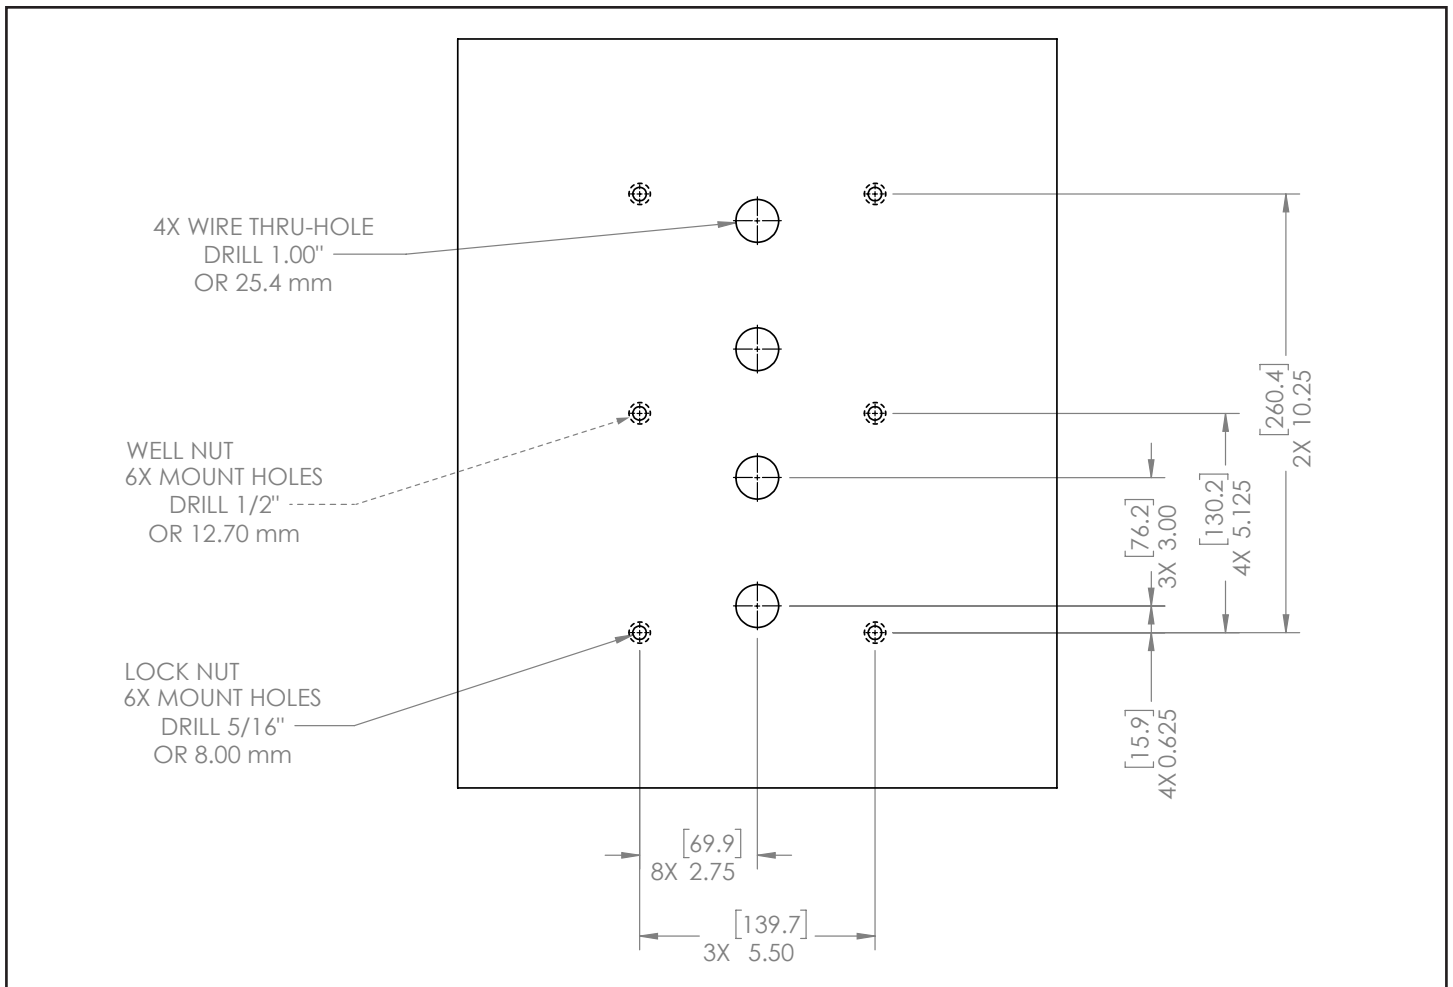 4X WIRE THRU-HOLE
DRILL 1.00"
OR 25.4 mm
WELL NUT
6X MOUNT HOLES
DRILL 1/2"
OR 12.70 mm
LOCK NUT
6X MOUNT HOLES
DRILL 5/16"
OR 8.00 mm
[260.4]
2X 10.25
[130.2]
4X 5.125
[76.2]
3X 3.00
[15.9]
4X 0.625
[69.9]
8X 2.75
[139.7]
3X 5.50